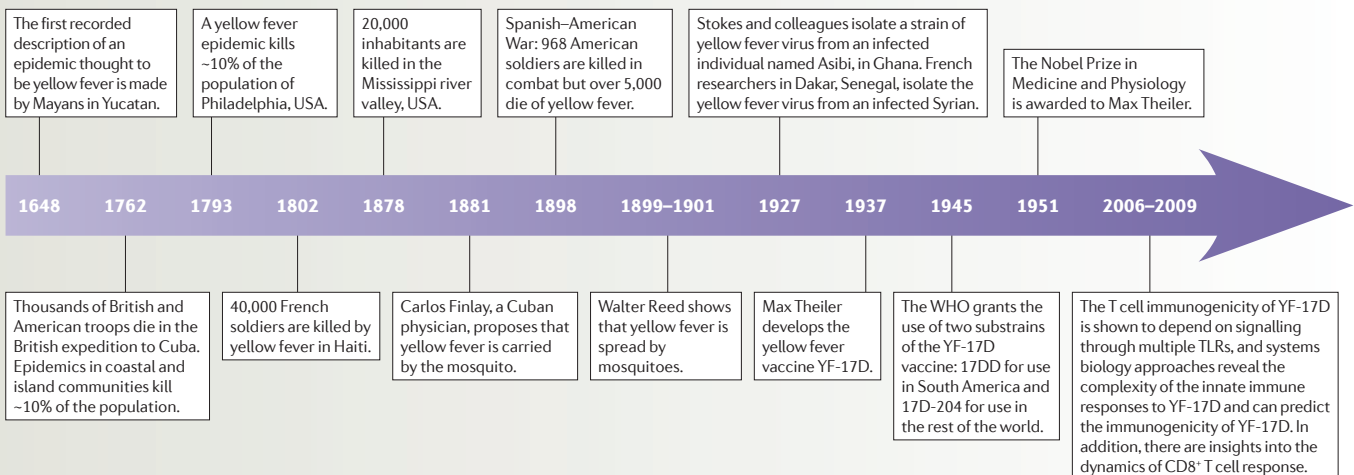 The first recorded
description of an
epidemic thought to
be yellow fever is made
by Mayans in Yucatan.
A yellow fever
epidemic kills
~10% of the
population of
Philadelphia, USA.
20,000
inhabitants are
killed in the
Mississippi river
valley, USA.
Spanish–American
War: 968 American
soldiers are killed in
combat but over 5,000
die of yellow fever.
Stokes and colleagues isolate a strain of
yellow fever virus from an infected
individual named Asibi, in Ghana. French
researchers in Dakar, Senegal, isolate the
yellow fever virus from an infected Syrian.
The Nobel Prize in
Medicine and Physiology
is awarded to Max Theiler.
1648 1762 1793 1802 1878 1881 1898 1899–1901 1927 1937 1945 1951 2006–2009
Thousands of British and
American troops die in the
British expedition to Cuba.
Epidemics in coastal and
island communities kill
~10% of the population.
40,000 French
soldiers are killed by
yellow fever in Haiti.
Carlos Finlay, a Cuban
physician, proposes that
yellow fever is carried
by the mosquito.
Walter Reed shows
that yellow fever is
spread by
mosquitoes.
Max Theiler
develops the
yellow fever
vaccine YF-17D.
The WHO grants the
use of two substrains
of the YF-17D
vaccine: 17DD for use
in South America and
17D-204 for use in
the rest of the world.
The T cell immunogenicity of YF-17D
is shown to depend on signalling
through multiple TLRs, and systems
biology approaches reveal the
complexity of the innate immune
responses to YF-17D and can predict
the immunogenicity of YF-17D. In
addition, there are insights into the
dynamics of CD8⁺ T cell response.